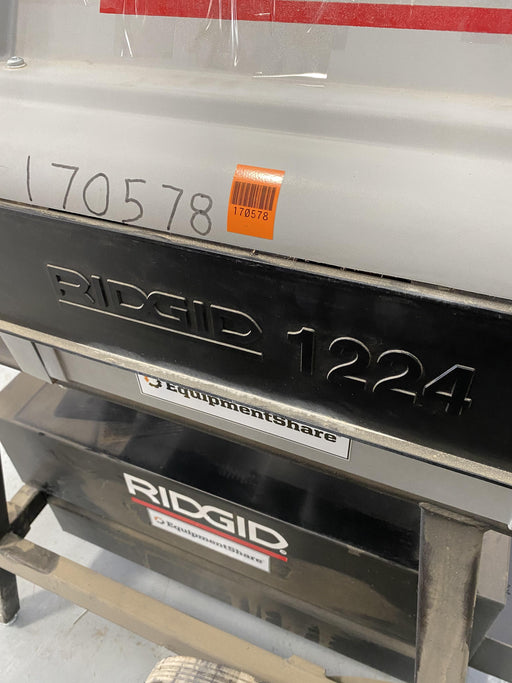 170578
170578
RIDGID 1224
EquipmentShare
RIDGID
EquipmentShare